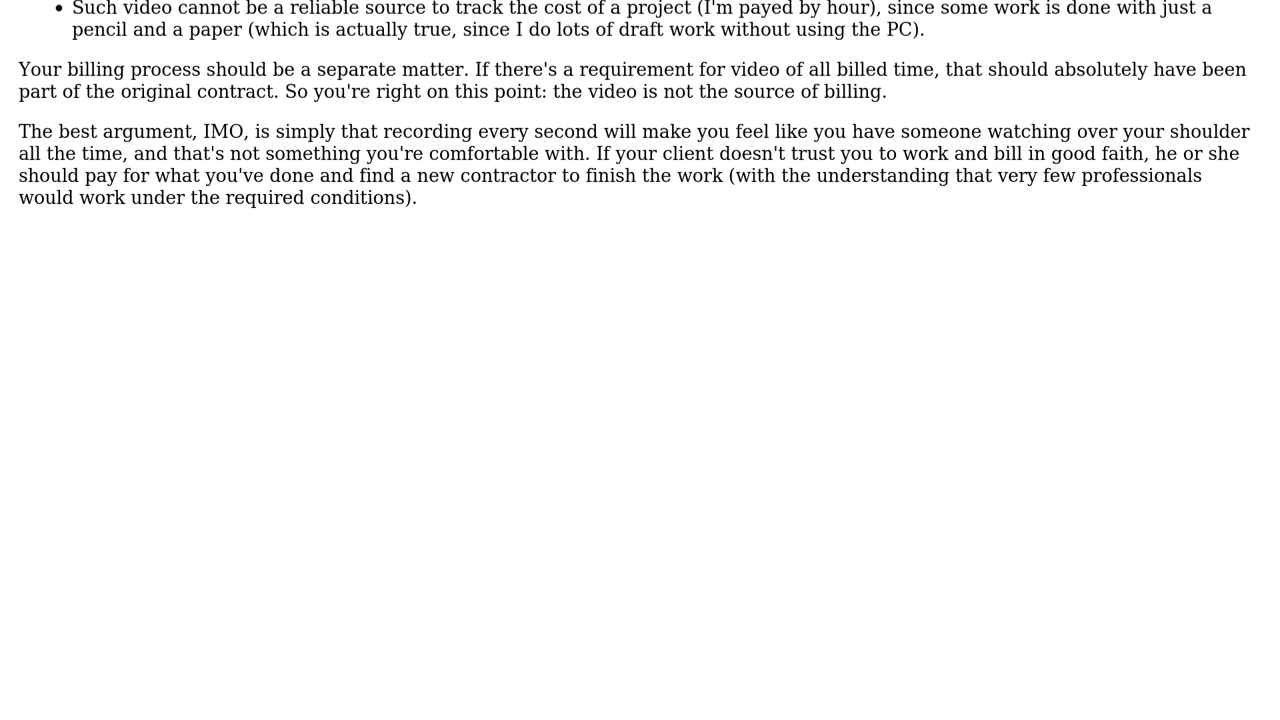 • Such video cannot be a reliable source to track the cost of a project (I'm payed by hour), since some work is done with just a
pencil and a paper (which is actually true, since I do lots of draft work without using the PC).
Your billing process should be a separate matter. If there's a requirement for video of all billed time, that should absolutely have been
part of the original contract. So you're right on this point: the video is not the source of billing.
The best argument, IMO, is simply that recording every second will make you feel like you have someone watching over your shoulder
all the time, and that's not something you're comfortable with. If your client doesn't trust you to work and bill in good faith, he or she
should pay for what you've done and find a new contractor to finish the work (with the understanding that very few professionals
would work under the required conditions).